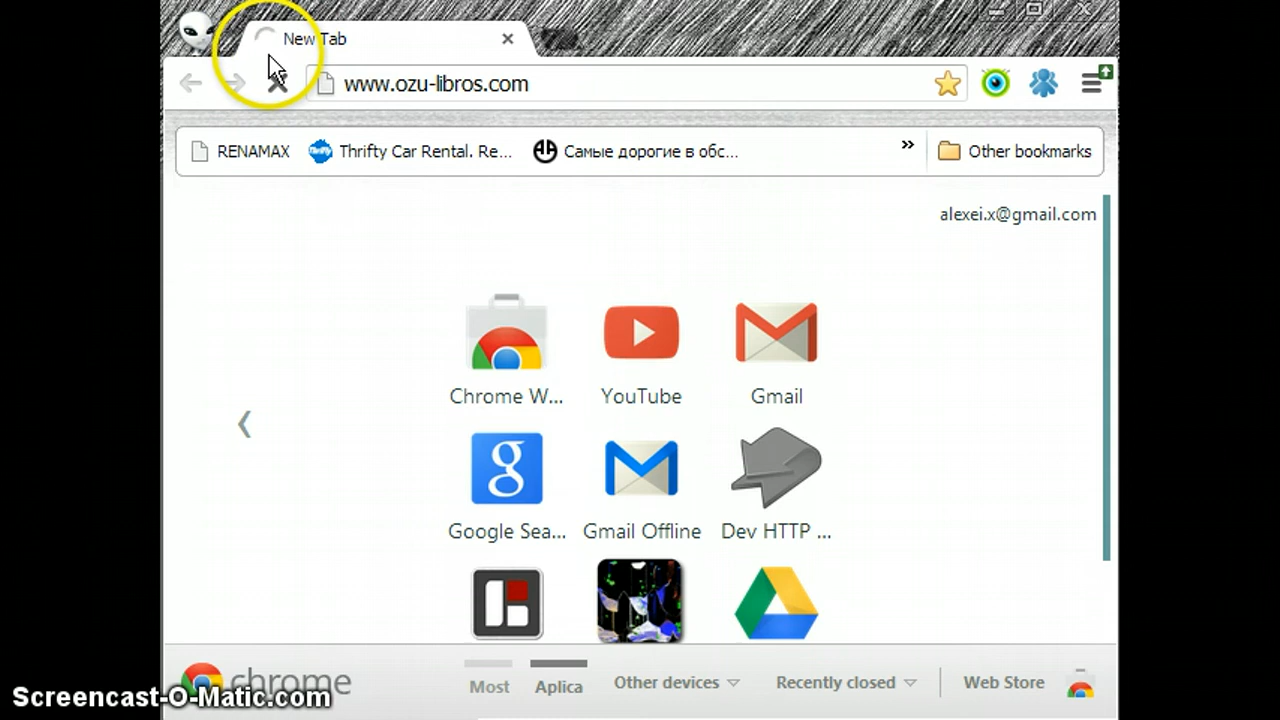 New Tab
www.ozu-libros.com
RENAMAX
Thrifty Car Rental. Re...
Самые дорогие в обс...
»
Other bookmarks
alexei.x@gmail.com
Chrome W...
YouTube
Gmail
Google Sea...
Gmail Offline
Dev HTTP ...
chrome
Most
Aplica
Other devices
Recently closed
Web Store
Screencast-O-Matic.com